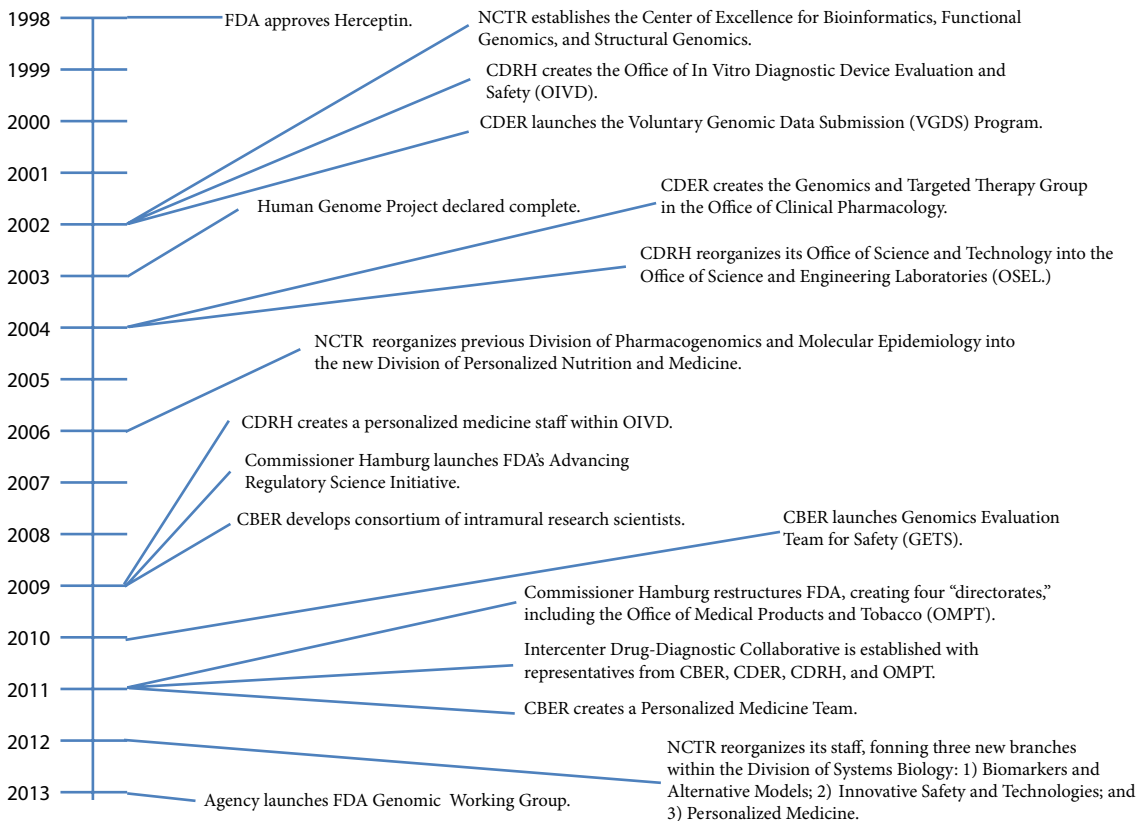 1998
FDA approves Herceptin.
NCTR establishes the Center of Excellence for Bioinformatics, Functional
Genomics, and Structural Genomics.
1999
CDRH creates the Office of In Vitro Diagnostic Device Evaluation and
Safety (OIVD).
2000
CDER launches the Voluntary Genomic Data Submission (VGDS) Program.
2001
CDER creates the Genomics and Targeted Therapy Group
in the Office of Clinical Pharmacology.
2002
Human Genome Project declared complete.
CDRH reorganizes its Office of Science and Technology into the
Office of Science and Engineering Laboratories (OSEL.)
2003
2004
NCTR reorganizes previous Division of Pharmacogenomics and Molecular Epidemiology into
the new Division of Personalized Nutrition and Medicine.
2005
2006
CDRH creates a personalized medicine staff within OIVD.
Commissioner Hamburg launches FDA's Advancing
Regulatory Science Initiative.
2007
CBER develops consortium of intramural research scientists.
2008
CBER launches Genomics Evaluation
Team for Safety (GETS).
2009
Commissioner Hamburg restructures FDA, creating four “directorates,”
including the Office of Medical Products and Tobacco (OMPT).
2010
Intercenter Drug-Diagnostic Collaborative is established with
representatives from CBER, CDER, CDRH, and OMPT.
2011
CBER creates a Personalized Medicine Team.
2012
NCTR reorganizes its staff, fonning three new branches
within the Division of Systems Biology: 1) Biomarkers and
Alternative Models; 2) Innovative Safety and Technologies; and
3) Personalized Medicine.
2013
Agency launches FDA Genomic Working Group.